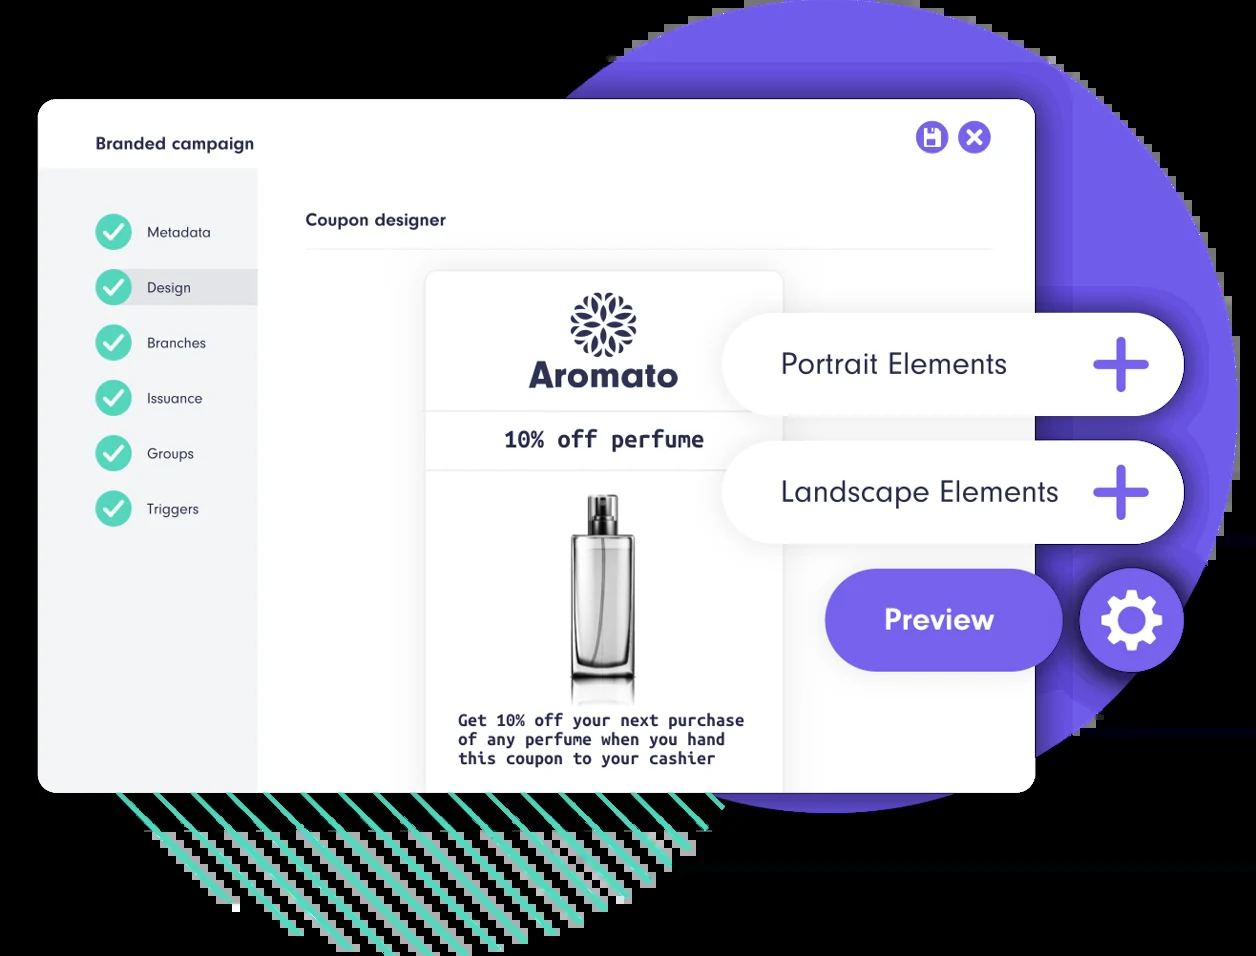 Branded campaign
Metadata
Design
Branches
Issuance
Groups
Triggers
Coupon designer
Aromato
10% off perfume
Get 10% off your next purchase
of any perfume when you hand
this coupon to your cashier
Portrait Elements
Landscape Elements
Preview